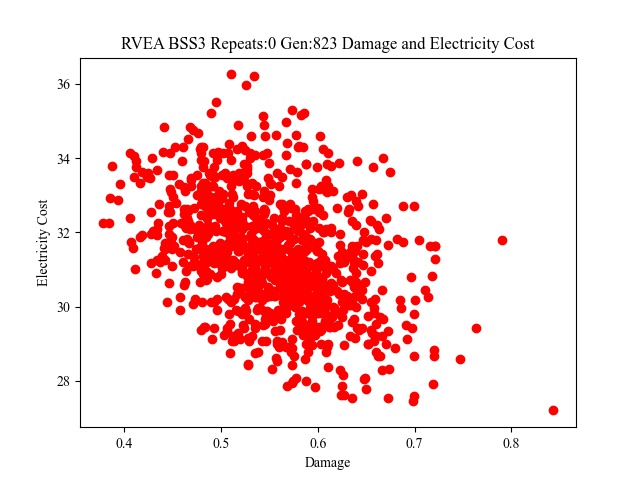 RVEA BSS3 Repeats:0 Gen:823 Damage and Electricity Cost
36
34
32
30
28
Electricity Cost
0.4 0.5 0.6 0.7 0.8
Damage